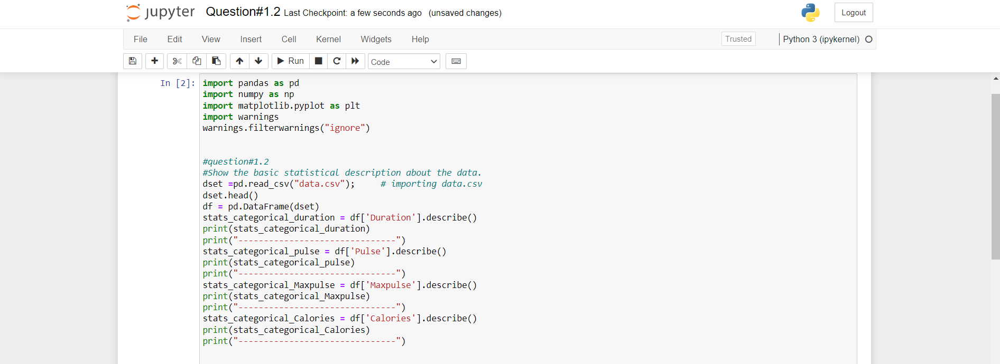 jupyter Question#1.2 Last Checkpoint: a few seconds ago (unsaved changes) Logout
File Edit View Insert Cell Kernel Widgets Help Trusted Python 3 (ipykernel)
Run Code
In [2]: import pandas as pd
import numpy as np
import matplotlib.pyplot as plt
import warnings
warnings.filterwarnings("ignore")
#question#1.2
#Show the basic statistical description about the data.
dset =pd.read_csv("data.csv");     # importing data.csv
dset.head()
df = pd.DataFrame(dset)
stats_categorical_duration = df['Duration'].describe()
print(stats_categorical_duration)
print("-------------------------------")
stats_categorical_pulse = df['Pulse'].describe()
print(stats_categorical_pulse)
print("-------------------------------")
stats_categorical_Maxpulse = df['Maxpulse'].describe()
print(stats_categorical_Maxpulse)
print("-------------------------------")
stats_categorical_Calories = df['Calories'].describe()
print(stats_categorical_Calories)
print("-------------------------------")